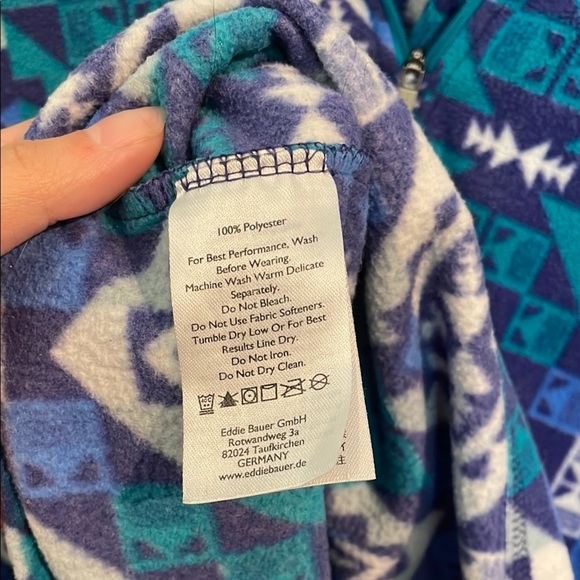 100% Polyester
For Best Performance, Wash
Before Wearing.
Machine Wash Warm Delicate
Separately.
Do Not Bleach.
Do Not Use Fabric Softeners.
Tumble Dry Low Or For Best
Results Line Dry.
Do Not Iron.
Do Not Dry Clean.
Eddie Bauer GmbH
Rotwandweg 3a
82024 Taufkirchen
GERMANY
www.eddiebauer.de